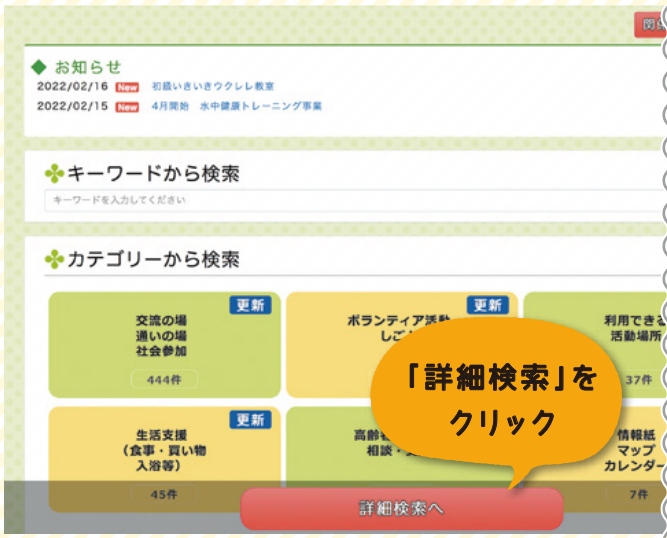 関係
◆ お知らせ
2022/02/16 New 初級いきいきウクレレ教室
2022/02/15 New 4月開始 水中健康トレーニング事業
キーワードから検索
キーワードを入力してください
カテゴリーから検索
更新
交流の場
通いの場
社会参加
444件
更新
ボランティア活動
しご
利用できる
活動場所
37件
「詳細検索」を
クリック
更新
生活支援
(食事・買い物
入浴等)
45件
高齢
相談・
情報紙
マップ
カレンダー
7件
詳細検索へ